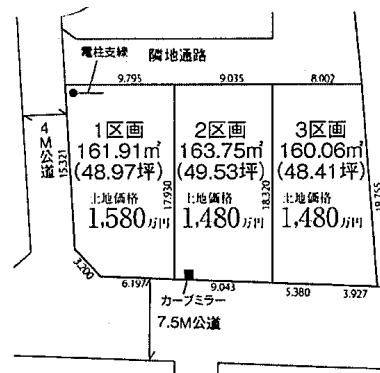 電柱支線 隣地通路
9.795 9.035 8.002
4M公道
15.321
1区画
161.91㎡
(48.97坪)
土地価格
1,580万円
17.930
2区画
163.75㎡
(49.53坪)
土地価格
1,480万円
18.320
3区画
160.06㎡
(48.41坪)
土地価格
1,480万円
18.755
3.200
6.197 9.043 5.380 3.927
カーブミラー
7.5M公道